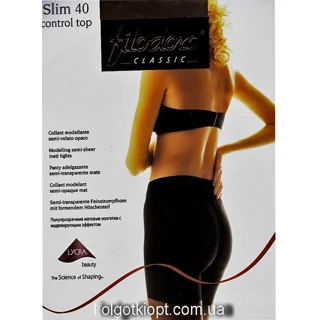 Slim 40
control top
filodoro
CLASSIC
Collant modellante
semi-velato opaco
Modelling semi-sheer
matt tights
Panty adelgazante
semi-transparente mate
Collant modelant
semi-opaque mat
Semi-transparente Feinstrumpfhose
mit formendem Höschenteil
Полупрозрачные матовые колготки с
моделирующим эффектом
LYCRA
beauty
The Science of Shaping
kolgotkiopt.com.ua